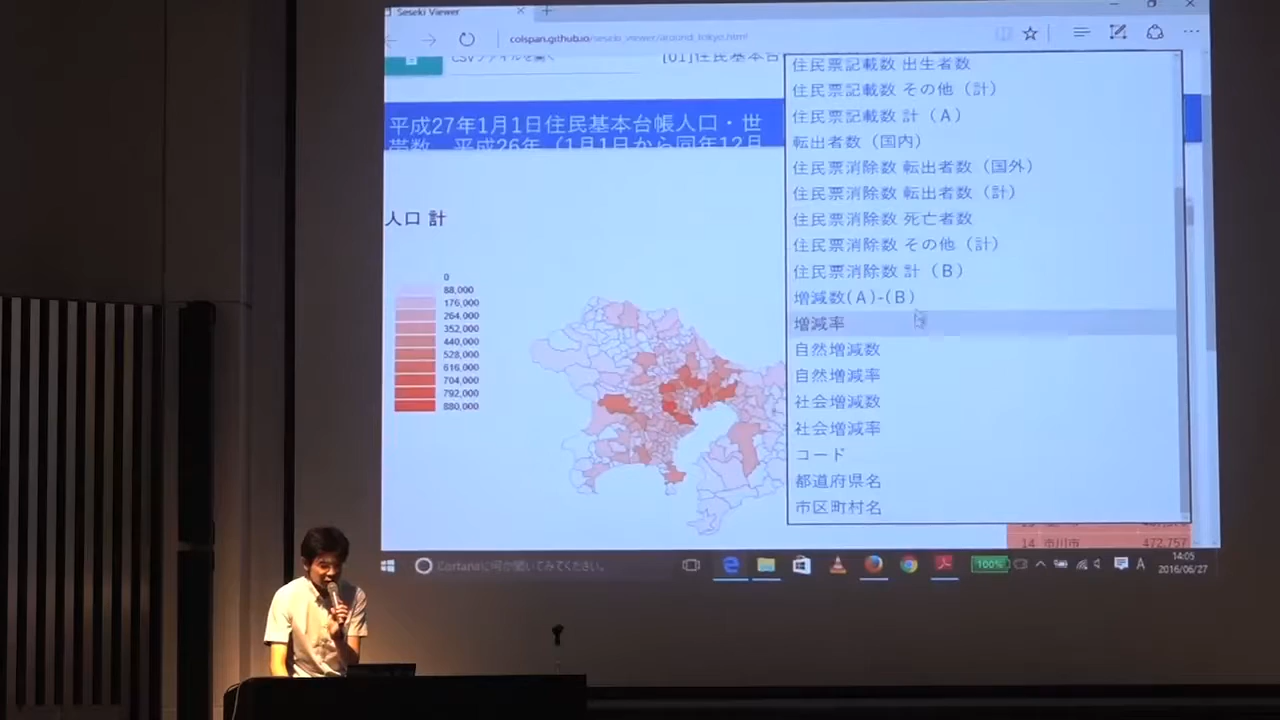 Seseki Viewer
colspan.github.io/seseki_viewer/around_tokyo.html
CSVファイルを開く
[01]住民基本台
平成27年1月1日住民基本台帳人口・世
帯数、平成26年（1月1日から同年12月
人口 計
0
88,000
176,000
264,000
352,000
440,000
528,000
616,000
704,000
792,000
880,000
住民票記載数 出生者数
住民票記載数 その他（計）
住民票記載数 計（A）
転出者数（国内）
住民票消除数 転出者数（国外）
住民票消除数 転出者数（計）
住民票消除数 死亡者数
住民票消除数 その他（計）
住民票消除数 計（B）
増減数(A)-(B)
増減率
自然増減数
自然増減率
社会増減数
社会増減率
コード
都道府県名
市区町村名
14 市川市 472,757
Cortanaに何か聞いてみてください。
100%
A
14:05
2016/06/27